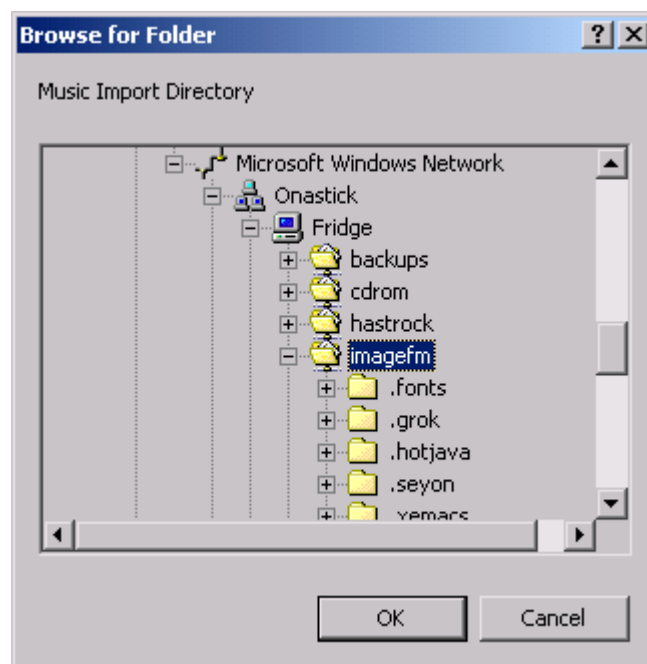 Browse for Folder
Music Import Directory
Microsoft Windows Network
Onastick
Fridge
backups
cdrom
hastrock
imagefm
.fonts
.grok
.hotjava
.seyon
.xemacs
OK Cancel